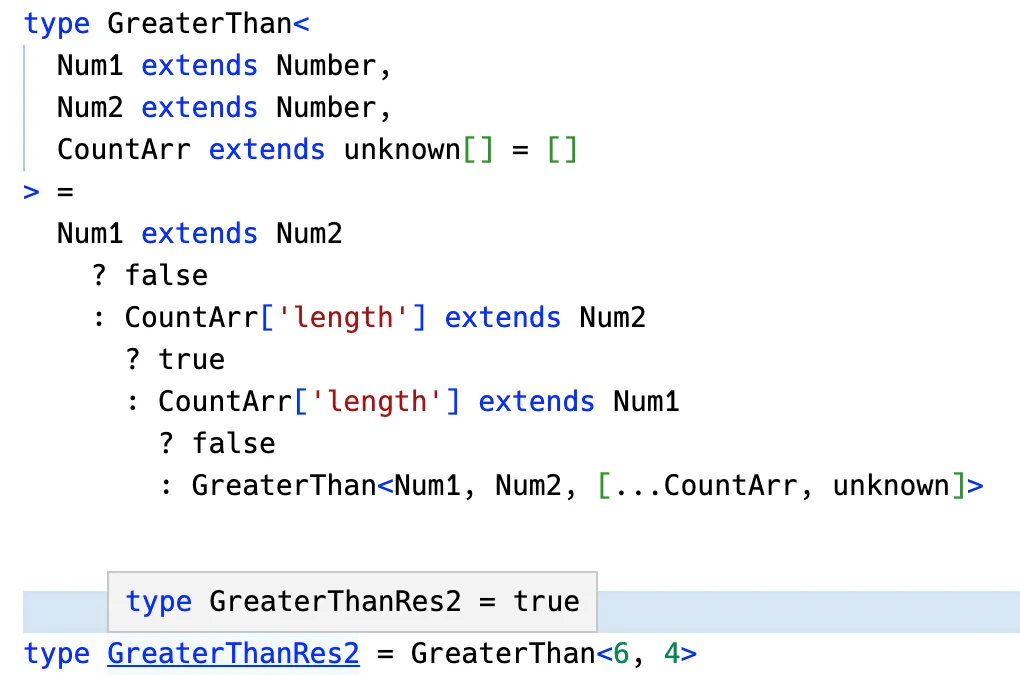 type GreaterThan<
  Num1 extends Number,
  Num2 extends Number,
  CountArr extends unknown[] = []
> =
  Num1 extends Num2
    ? false
    : CountArr['length'] extends Num2
      ? true
      : CountArr['length'] extends Num1
        ? false
        : GreaterThan<Num1, Num2, [...CountArr, unknown]>
type GreaterThanRes2 = true
type GreaterThanRes2 = GreaterThan<6, 4>